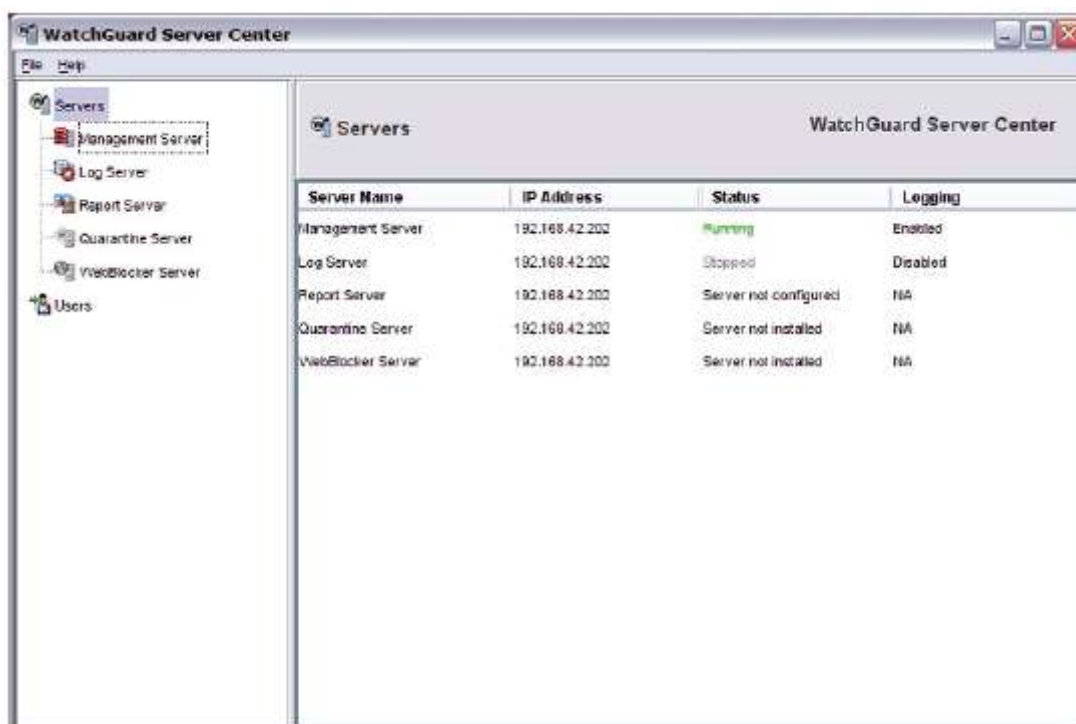 WatchGuard Server Center
File Help
Servers
Management Server
Log Server
Report Server
Quarantine Server
WebBlocker Server
Users
Servers WatchGuard Server Center
Server Name IP Address Status Logging
Management Server 192.168.42.202 Running Enabled
Log Server 192.168.42.202 Stopped Disabled
Report Server 192.168.42.202 Server not configured NA
Quarantine Server 192.168.42.202 Server not installed NA
WebBlocker Server 192.168.42.202 Server not installed NA